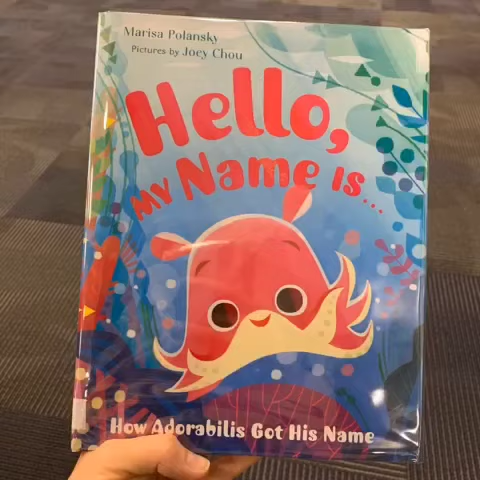 Marisa Polansky
Pictures by Joey Chou
Hello,
My Name Is...
How Adorabilis Got His Name